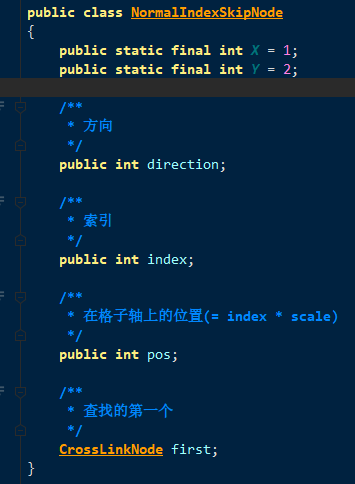 public class NormalIndexSkipNode
{
public static final int X = 1;
public static final int Y = 2;
/**
* 方向
*/
public int direction;
/**
* 索引
*/
public int index;
/**
* 在格子轴上的位置(= index * scale)
*/
public int pos;
/**
* 查找的第一个
*/
CrossLinkNode first;
}